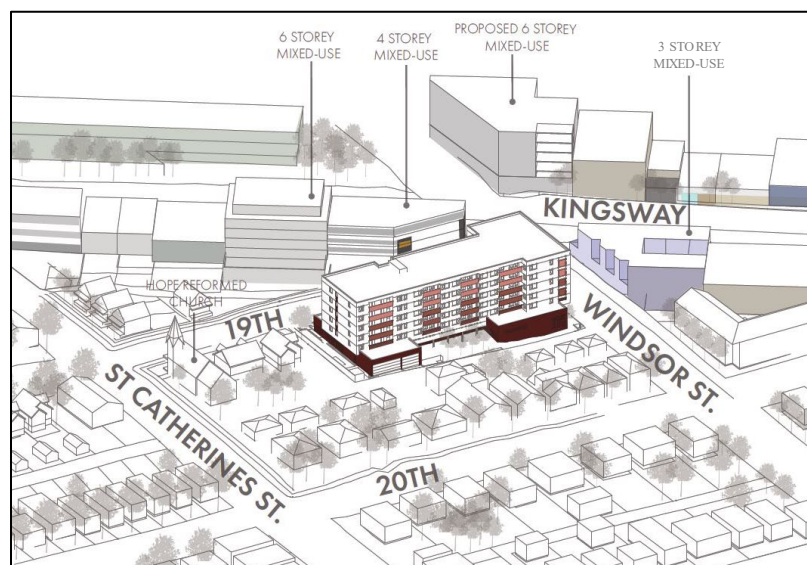 6 STOREY
MIXED-USE
4 STOREY
MIXED-USE
PROPOSED 6 STOREY
MIXED-USE
3 STOREY
MIXED-USE
KINGSWAY
HOPE REFORMED
CHURCH
19TH
WINDSOR ST.
ST CATHERINES ST.
20TH